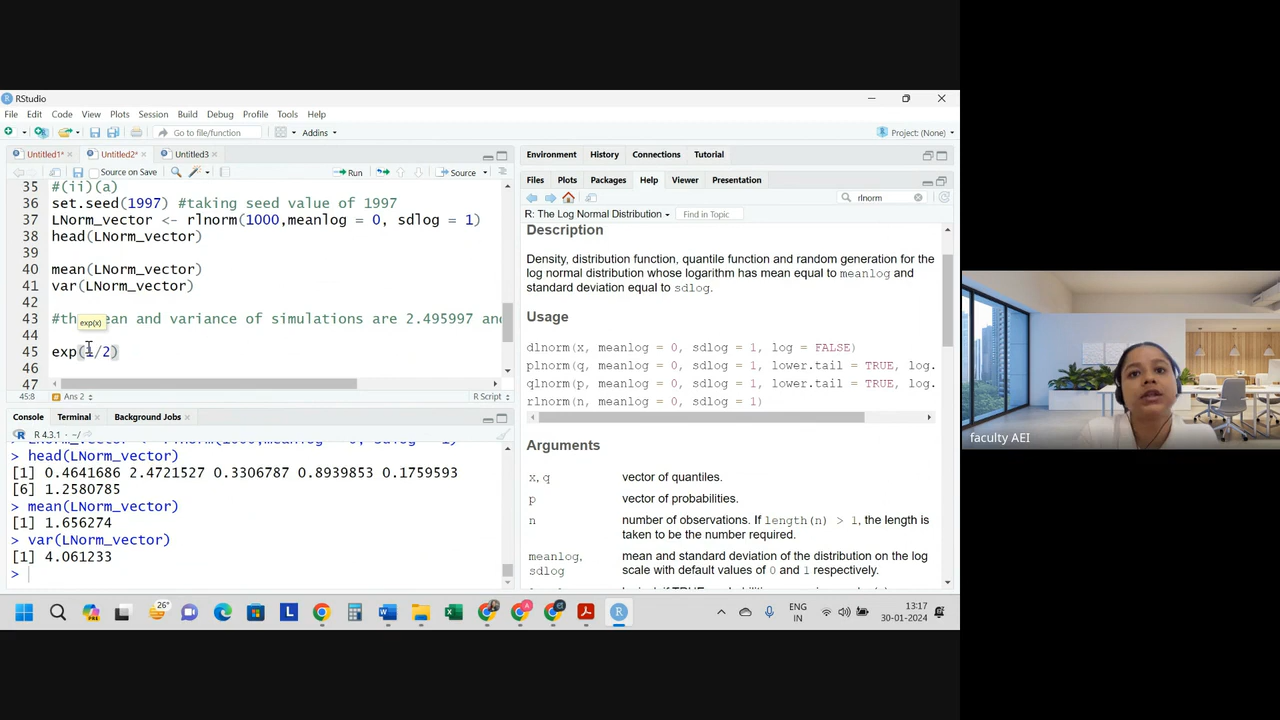 RStudio
File Edit Code View Plots Session Build Debug Profile Tools Help
Go to file/function Addins Project: (None)
Untitled1* Untitled2* Untitled3
Source on Save Run Source
35 #(ii)(a)
36 set.seed(1997) #taking seed value of 1997
37 LNorm_vector <- rlnorm(1000,meanlog = 0, sdlog = 1)
38 head(LNorm_vector)
39
40 mean(LNorm_vector)
41 var(LNorm_vector)
42
43 #th ean and variance of simulations are 2.495997 an
exp(x)
44
45 exp(1/2)
46
47
45:8 Ans 2 R Script
Console Terminal Background Jobs
R 4.3.1 · ~/
> head(LNorm_vector)
[1] 0.4641686 2.4721527 0.3306787 0.8939853 0.1759593
[6] 1.2580785
> mean(LNorm_vector)
[1] 1.656274
> var(LNorm_vector)
[1] 4.061233
>
Environment History Connections Tutorial
Files Plots Packages Help Viewer Presentation
rlnorm
R: The Log Normal Distribution Find in Topic
Description
Density, distribution function, quantile function and random generation for the
log normal distribution whose logarithm has mean equal to meanlog and
standard deviation equal to sdlog.
Usage
dlnorm(x, meanlog = 0, sdlog = 1, log = FALSE)
plnorm(q, meanlog = 0, sdlog = 1, lower.tail = TRUE, log.
qlnorm(p, meanlog = 0, sdlog = 1, lower.tail = TRUE, log.
rlnorm(n, meanlog = 0, sdlog = 1)
Arguments
x, q vector of quantiles.
p vector of probabilities.
n number of observations. If length(n) > 1, the length is
taken to be the number required.
meanlog, mean and standard deviation of the distribution on the log
sdlog scale with default values of 0 and 1 respectively.
faculty AEI
26°
PRE
ENG
IN
13:17
30-01-2024